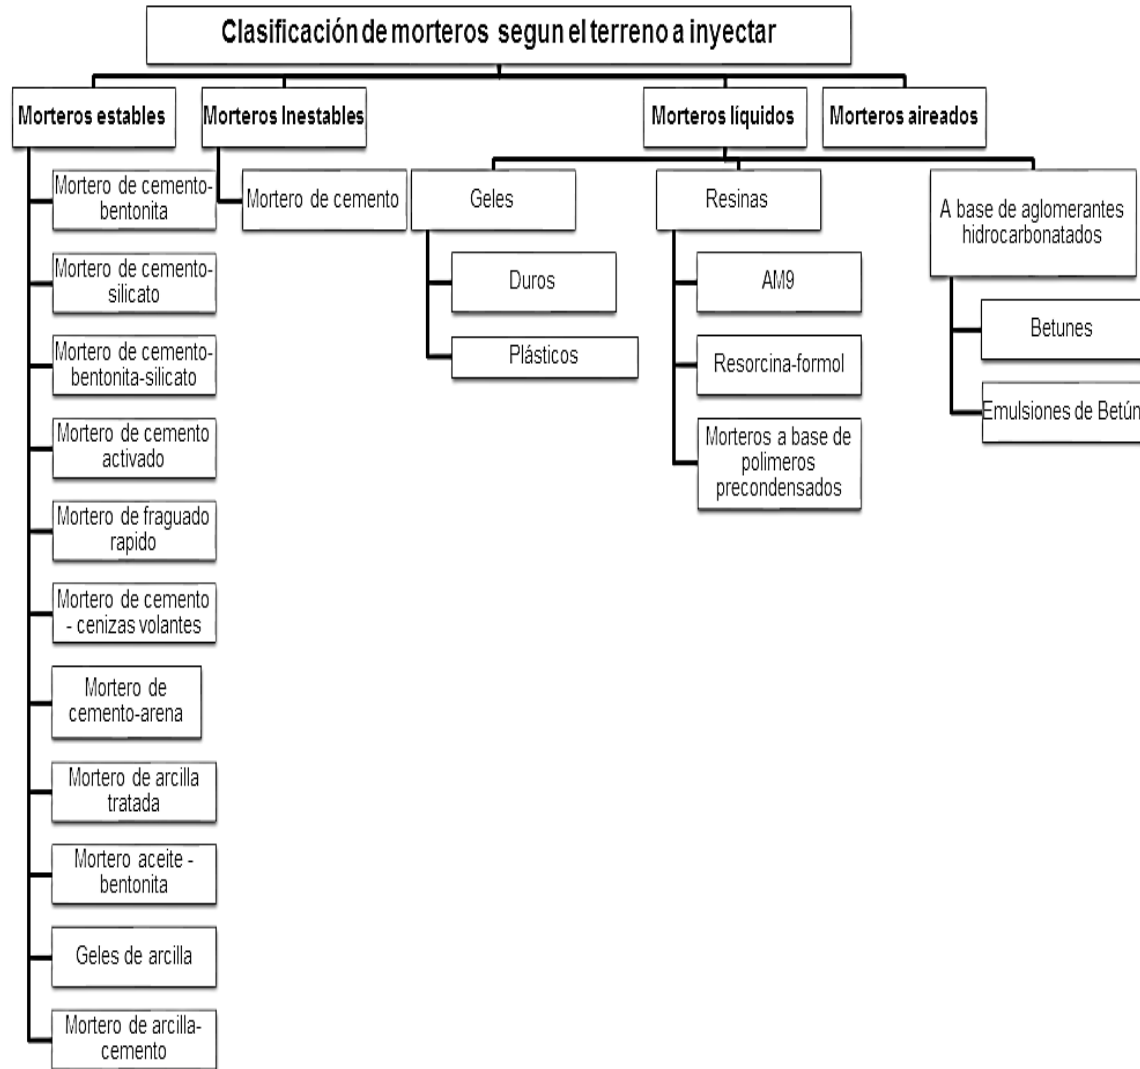 Clasificación de morteros segun el terreno a inyectar
Morteros estables
Morteros Inestables
Morteros líquidos
Morteros aireados
Mortero de cemento-
bentonita
Mortero de cemento-
silicato
Mortero de cemento-
bentonita-silicato
Mortero de cemento
activado
Mortero de fraguado
rapido
Mortero de cemento
- cenizas volantes
Mortero de
cemento-arena
Mortero de arcilla
tratada
Mortero aceite -
bentonita
Geles de arcilla
Mortero de arcilla-
cemento
Mortero de cemento
Geles
Duros
Plásticos
Resinas
AM9
Resorcina-formol
Morteros a base de
polimeros
precondensados
A base de aglomerantes
hidrocarbonatados
Betunes
Emulsiones de Betún